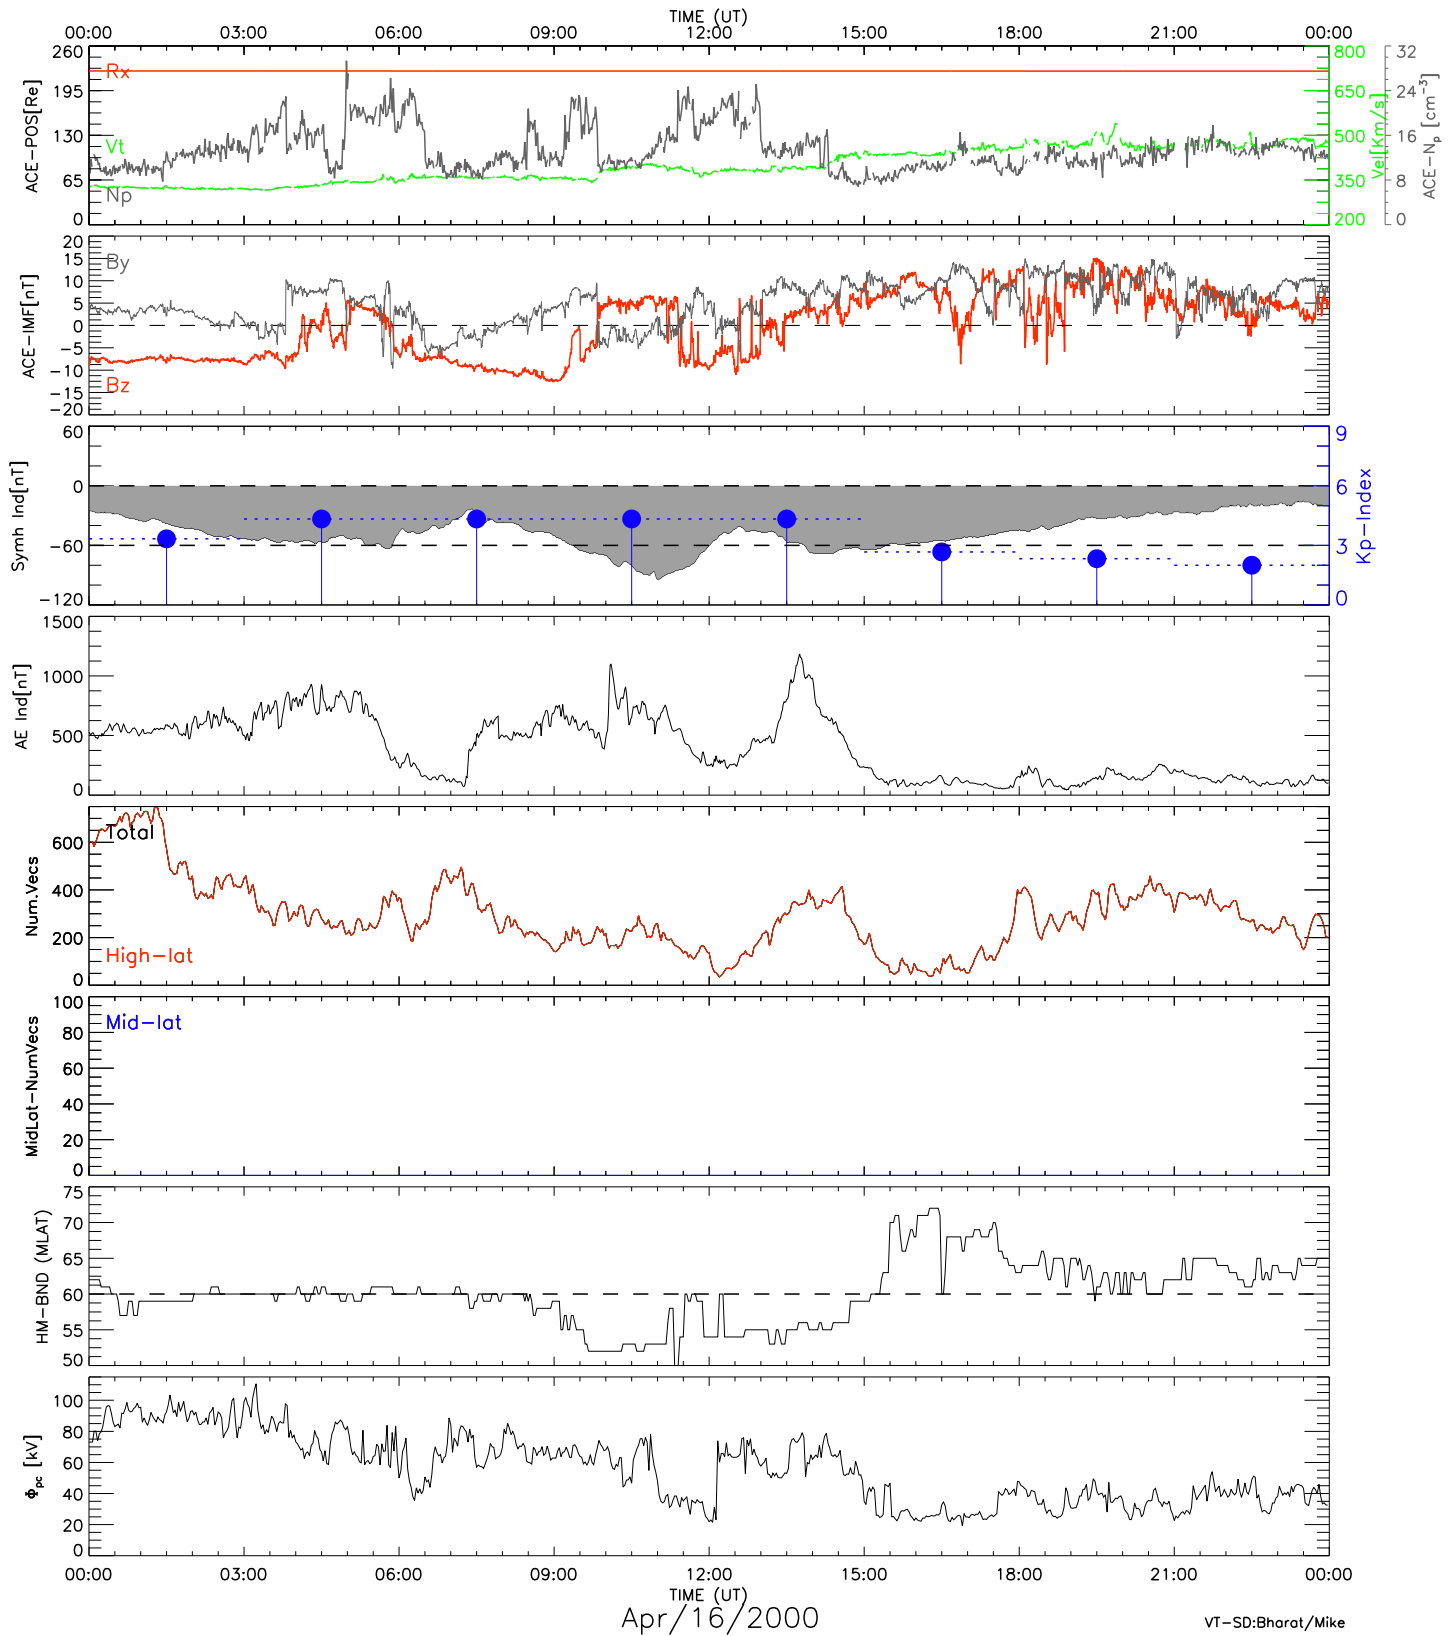 TIME (UT)
00:00 03:00 06:00 09:00 12:00 15:00 18:00 21:00 00:00
260 195 130 65 0
ACE-POS[Re]
Rx
Vt
Np
800 650 500 350 200
Vel[Km/s]
32 24 16 8 0
ACE-Np [cm⁻³]
20 15 10 5 0 -5 -10 -15 -20
ACE-IMF[nT]
By
Bz
60 0 -60 -120
Symh Ind[nT]
9 6 3 0
Kp-Index
1500 1000 500 0
AE Ind[nT]
600 400 200 0
Num.Vecs
Total
High-lat
100 80 60 40 20 0
MidLat-NumVecs
Mid-lat
75 70 65 60 55 50
HM-BND (MLAT)
100 80 60 40 20 0
Φpc [kV]
00:00 03:00 06:00 09:00 12:00 15:00 18:00 21:00 00:00
TIME (UT)
Apr/16/2000
VT-SD:Bharat/Mike